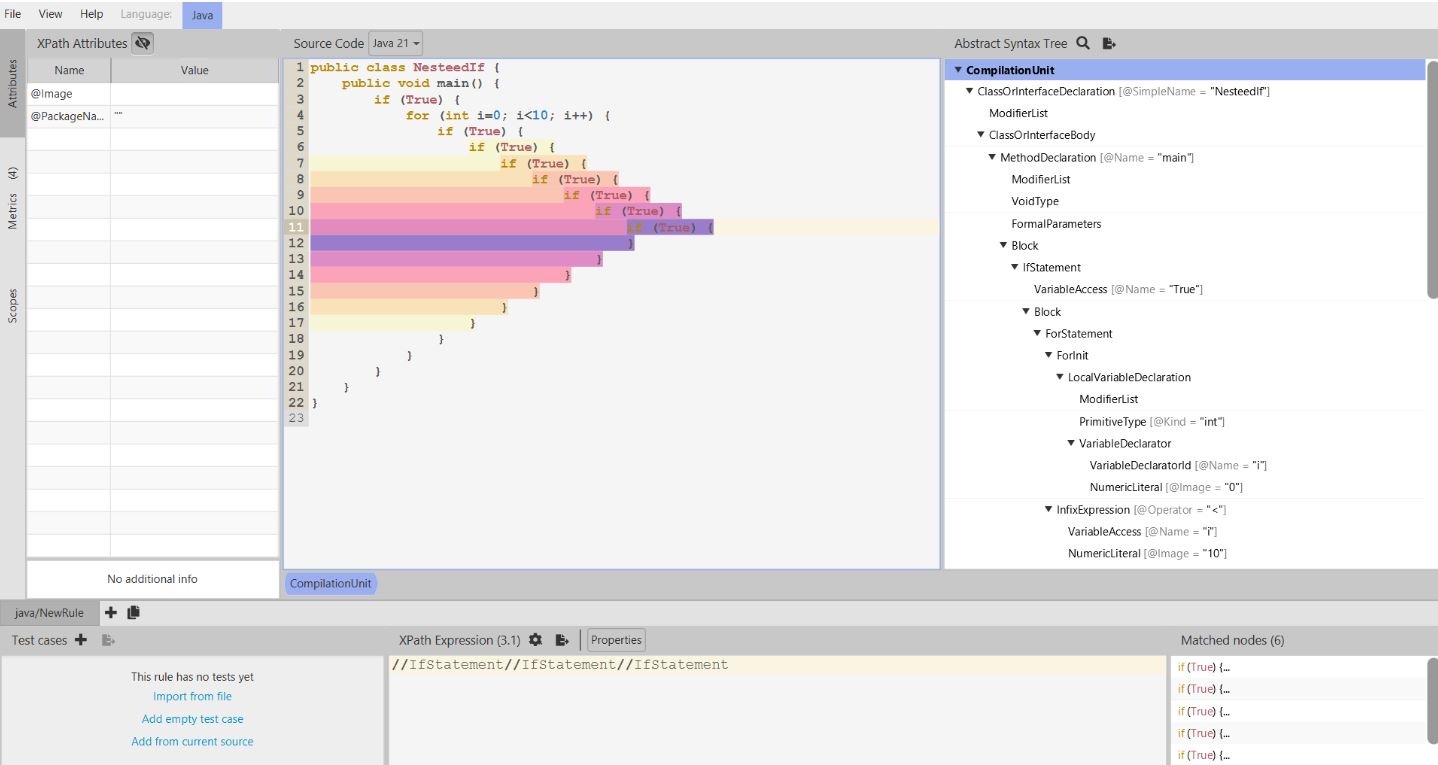 File View Help Language: Java
Attributes
Metrics (4)
Scopes
XPath Attributes
Name Value
@Image
@PackageNa... ""
No additional info
Source Code Java 21
1 public class NesteedIf {
2 public void main() {
3 if (True) {
4 for (int i=0; i<10; i++) {
5 if (True) {
6 if (True) {
7 if (True) {
8 if (True) {
9 if (True) {
10 if (True) {
11 if (True) {
12 }
13 }
14 }
15 }
16 }
17 }
18 }
19 }
20 }
21 }
22 }
23
CompilationUnit
Abstract Syntax Tree
CompilationUnit
ClassOrInterfaceDeclaration [@SimpleName = "NesteedIf"]
ModifierList
ClassOrInterfaceBody
MethodDeclaration [@Name = "main"]
ModifierList
VoidType
FormalParameters
Block
IfStatement
VariableAccess [@Name = "True"]
Block
ForStatement
ForInit
LocalVariableDeclaration
ModifierList
PrimitiveType [@Kind = "int"]
VariableDeclarator
VariableDeclaratorId [@Name = "i"]
NumericLiteral [@Image = "0"]
InfixExpression [@Operator = "<"]
VariableAccess [@Name = "i"]
NumericLiteral [@Image = "10"]
java/NewRule
Test cases
This rule has no tests yet
Import from file
Add empty test case
Add from current source
XPath Expression (3.1) Properties
//IfStatement//IfStatement//IfStatement
Matched nodes (6)
if (True) {...
if (True) {...
if (True) {...
if (True) {...
if (True) {...